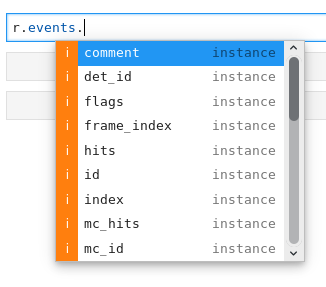 r.events.
i comment instance
i det_id instance
i flags instance
i frame_index instance
i hits instance
i id instance
i index instance
i mc_hits instance
i mc_id instance